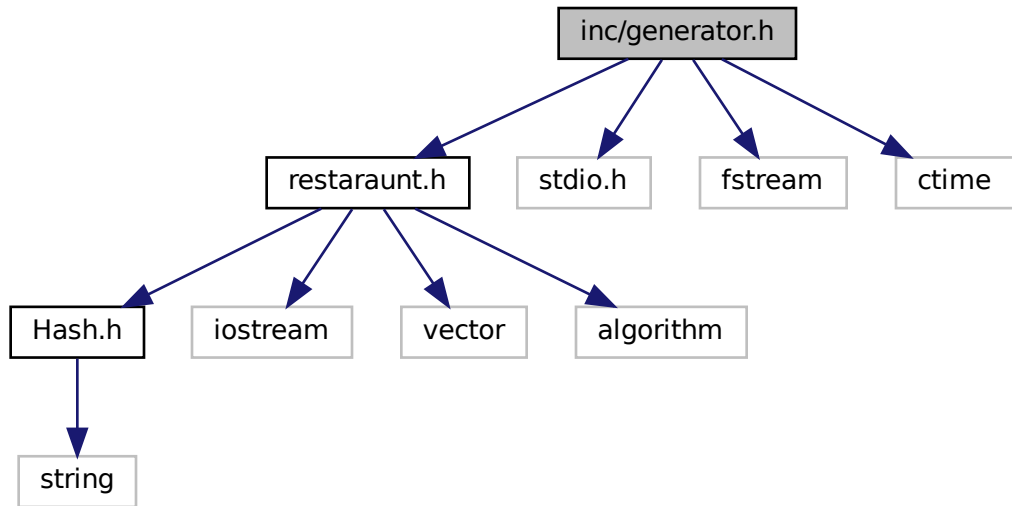 inc/generator.h
restaraunt.h
stdio.h
fstream
ctime
Hash.h
iostream
vector
algorithm
string